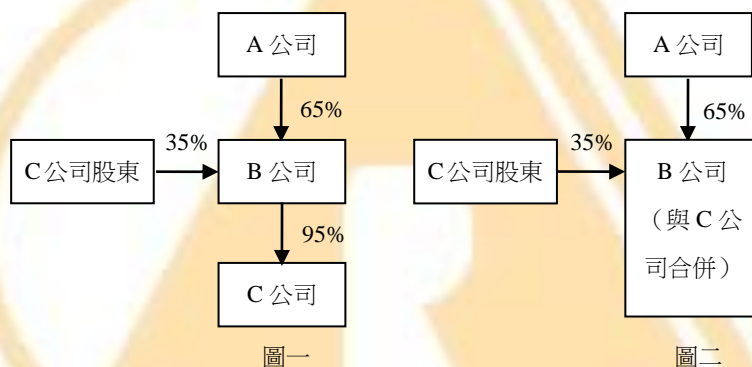 A 公司
65%
C公司股東
35%
B 公司
95%
C 公司
圖一
A 公司
65%
C公司股東
35%
B 公司
（與 C 公
司合併）
圖二